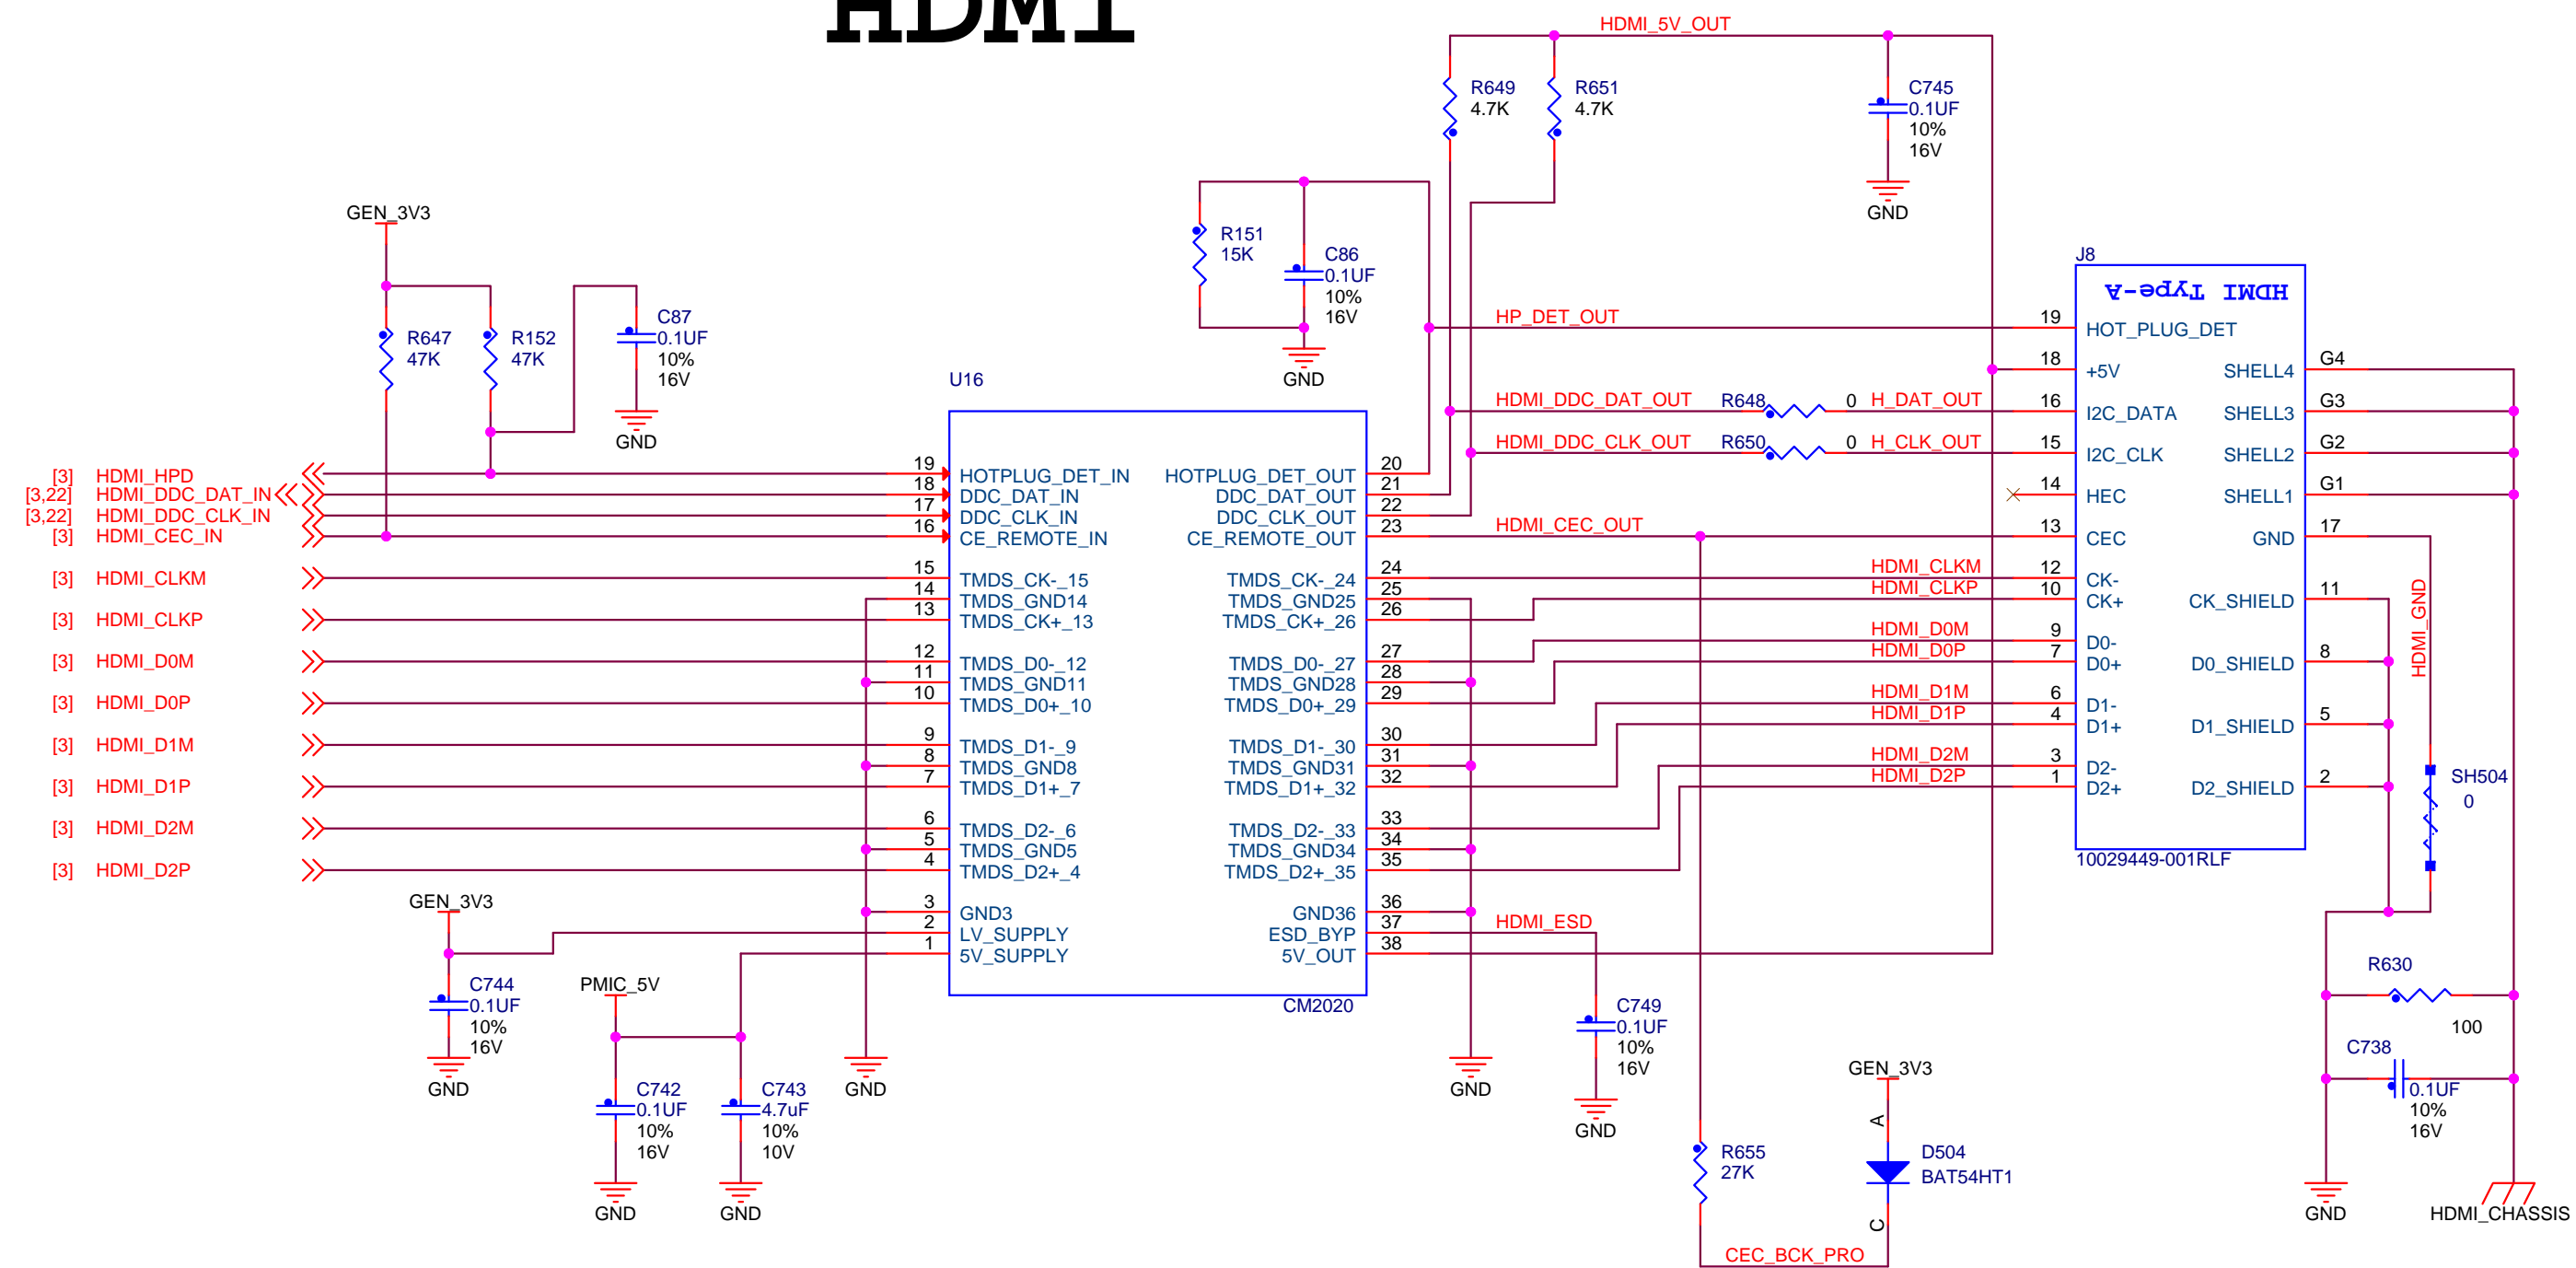 HDMI
HDMI_5V_OUT
R649
4.7K
R651
4.7K
C745
0.1UF
10%
16V
GND
GEN_3V3
R647
47K
R152
47K
C87
0.1UF
10%
16V
GND
R151
15K
C86
0.1UF
10%
16V
GND
HP_DET_OUT
HDMI_DDC_DAT_OUT
R648
0
H_DAT_OUT
HDMI_DDC_CLK_OUT
R650
0
H_CLK_OUT
[3] HDMI_HPD
[3,22] HDMI_DDC_DAT_IN
[3,22] HDMI_DDC_CLK_IN
[3] HDMI_CEC_IN
[3] HDMI_CLKM
[3] HDMI_CLKP
[3] HDMI_D0M
[3] HDMI_D0P
[3] HDMI_D1M
[3] HDMI_D1P
[3] HDMI_D2M
[3] HDMI_D2P
U16
19 HOTPLUG_DET_IN
18 DDC_DAT_IN
17 DDC_CLK_IN
16 CE_REMOTE_IN
15 TMDS_CK-_15
14 TMDS_GND14
13 TMDS_CK+_13
12 TMDS_D0-_12
11 TMDS_GND11
10 TMDS_D0+_10
9 TMDS_D1-_9
8 TMDS_GND8
7 TMDS_D1+_7
6 TMDS_D2-_6
5 TMDS_GND5
4 TMDS_D2+_4
3 GND3
2 LV_SUPPLY
1 5V_SUPPLY
HOTPLUG_DET_OUT 20
DDC_DAT_OUT 21
DDC_CLK_OUT 22
CE_REMOTE_OUT 23
TMDS_CK-_24 24
TMDS_GND25 25
TMDS_CK+_26 26
TMDS_D0-_27 27
TMDS_GND28 28
TMDS_D0+_29 29
TMDS_D1-_30 30
TMDS_GND31 31
TMDS_D1+_32 32
TMDS_D2-_33 33
TMDS_GND34 34
TMDS_D2+_35 35
GND36 36
ESD_BYP 37
5V_OUT 38
CM2020
HDMI_CEC_OUT
HDMI_CLKM
HDMI_CLKP
HDMI_D0M
HDMI_D0P
HDMI_D1M
HDMI_D1P
HDMI_D2M
HDMI_D2P
HDMI_ESD
J8
HDMI Type-A
19 HOT_PLUG_DET
18 +5V
16 I2C_DATA
15 I2C_CLK
14 HEC
13 CEC
12 CK-
10 CK+
9 D0-
7 D0+
6 D1-
4 D1+
3 D2-
1 D2+
SHELL4 G4
SHELL3 G3
SHELL2 G2
SHELL1 G1
GND 17
CK_SHIELD 11
D0_SHIELD 8
D1_SHIELD 5
D2_SHIELD 2
10029449-001RLF
HDMI_GND
SH504
0
GEN_3V3
C744
0.1UF
10%
16V
GND
PMIC_5V
C742
0.1UF
10%
16V
GND
C743
4.7uF
10%
10V
GND
GND
GND
C749
0.1UF
10%
16V
GND
R655
27K
GEN_3V3
A
D504
BAT54HT1
C
CEC_BCK_PRO
R630
100
C738
0.1UF
10%
16V
GND
HDMI_CHASSIS